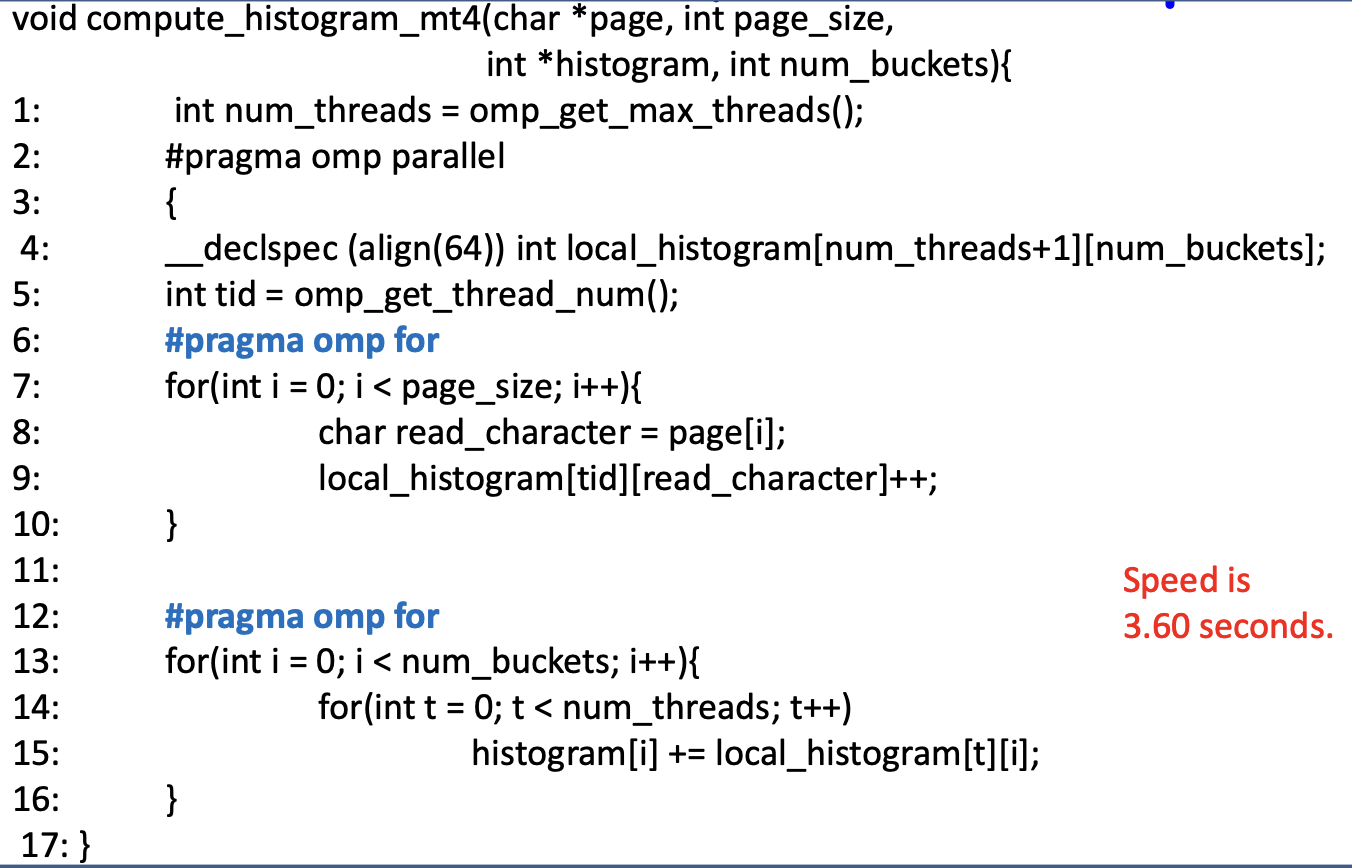 void compute_histogram_mt4(char *page, int page_size,
int *histogram, int num_buckets){
1: int num_threads = omp_get_max_threads();
2: #pragma omp parallel
3: {
4: __declspec (align(64)) int local_histogram[num_threads+1][num_buckets];
5: int tid = omp_get_thread_num();
6: #pragma omp for
7: for(int i = 0; i < page_size; i++){
8: char read_character = page[i];
9: local_histogram[tid][read_character]++;
10: }
11:
12: #pragma omp for
13: for(int i = 0; i < num_buckets; i++){
14: for(int t = 0; t < num_threads; t++)
15: histogram[i] += local_histogram[t][i];
16: }
17: }
Speed is
3.60 seconds.